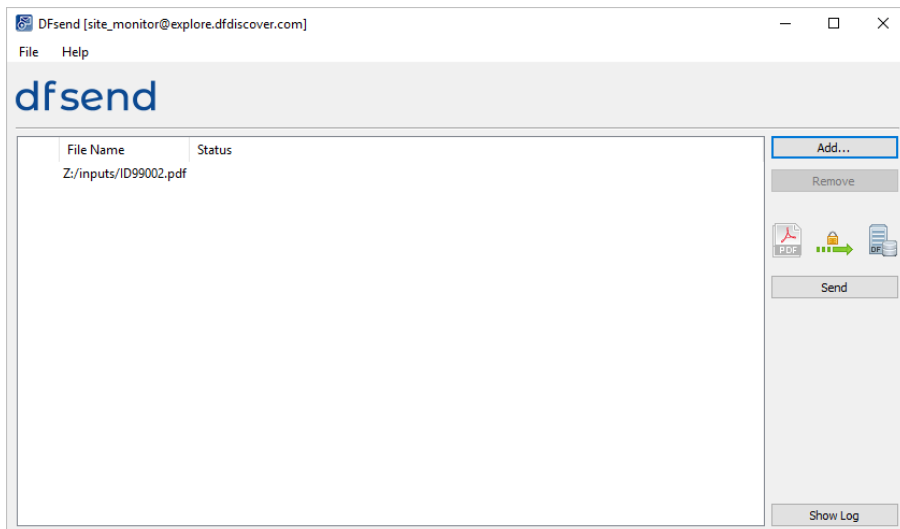 DFsend [site_monitor@explore.dfdiscover.com]
File Help
dfsend
File Name Status
Z:/inputs/ID99002.pdf
Add...
Remove
PDF
DF
Send
Show Log